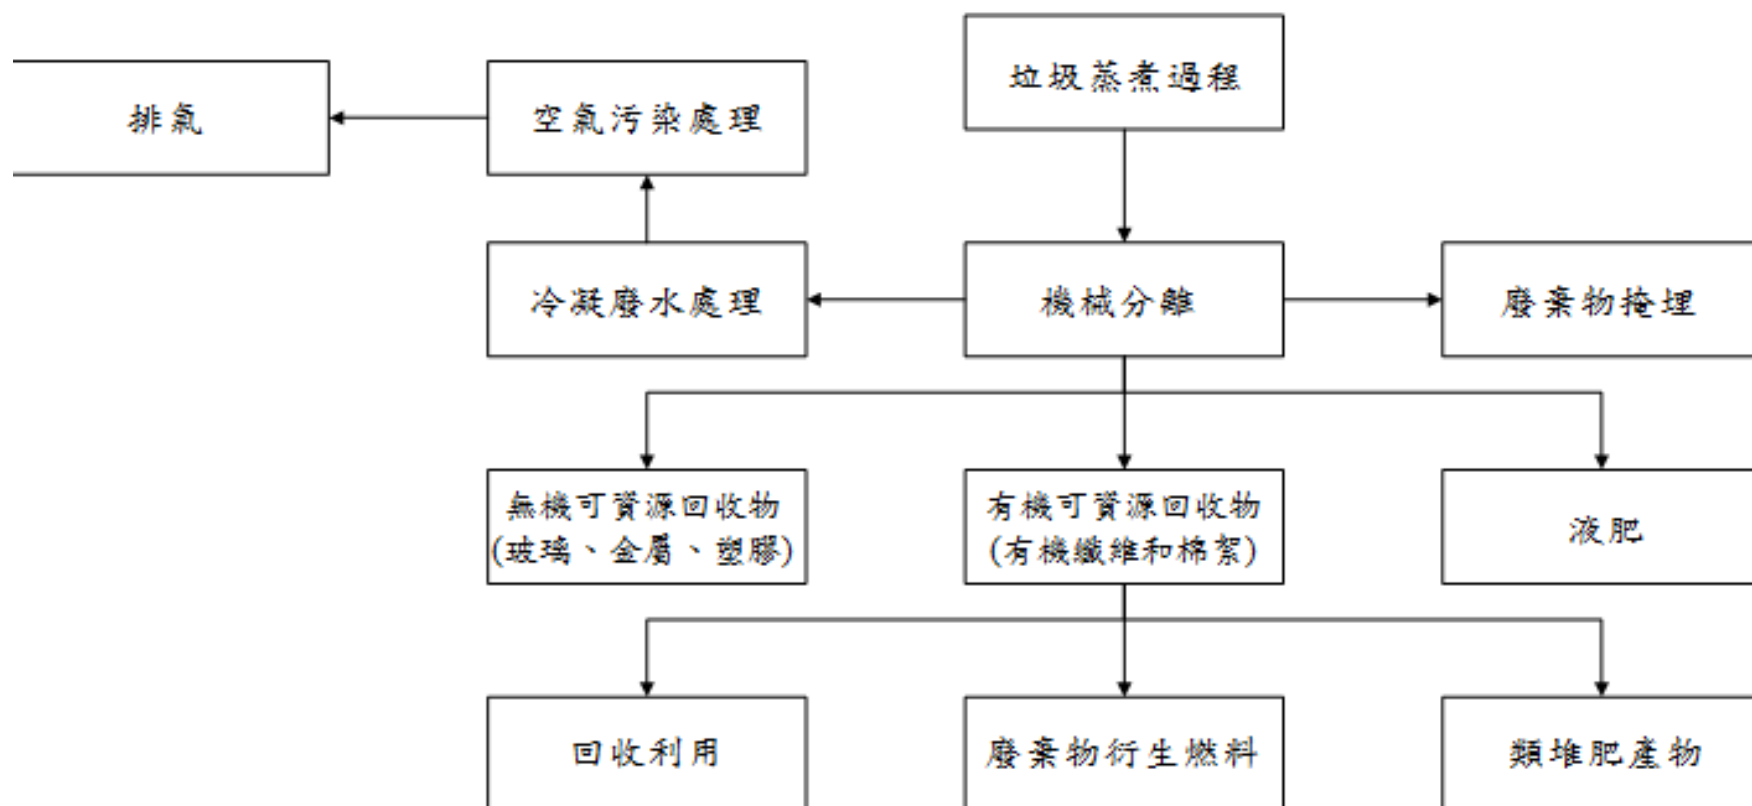 垃圾蒸煮過程
排氣
空氣污染處理
冷凝廢水處理
機械分離
廢棄物掩埋
無機可資源回收物
(玻璃、金屬、塑膠)
有機可資源回收物
(有機纖維和棉絮)
液肥
回收利用
廢棄物衍生燃料
類堆肥產物